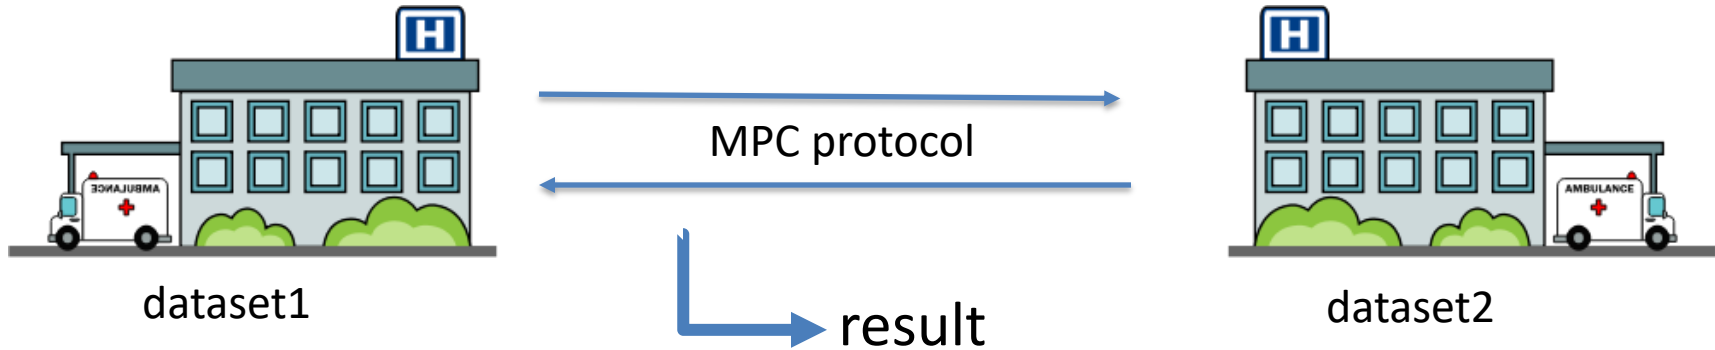 H
H
MPC protocol
AMBULANCE
AMBULANCE
dataset1
dataset2
result